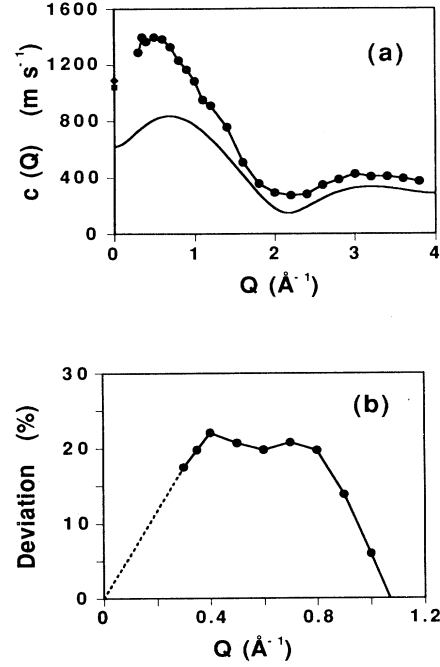 1600
1200
800
400
0
c (Q) (m s⁻¹)
(a)
0 1 2 3 4
Q (Å⁻¹)
30
20
10
0
Deviation (%)
(b)
0 0.4 0.8 1.2
Q (Å⁻¹)